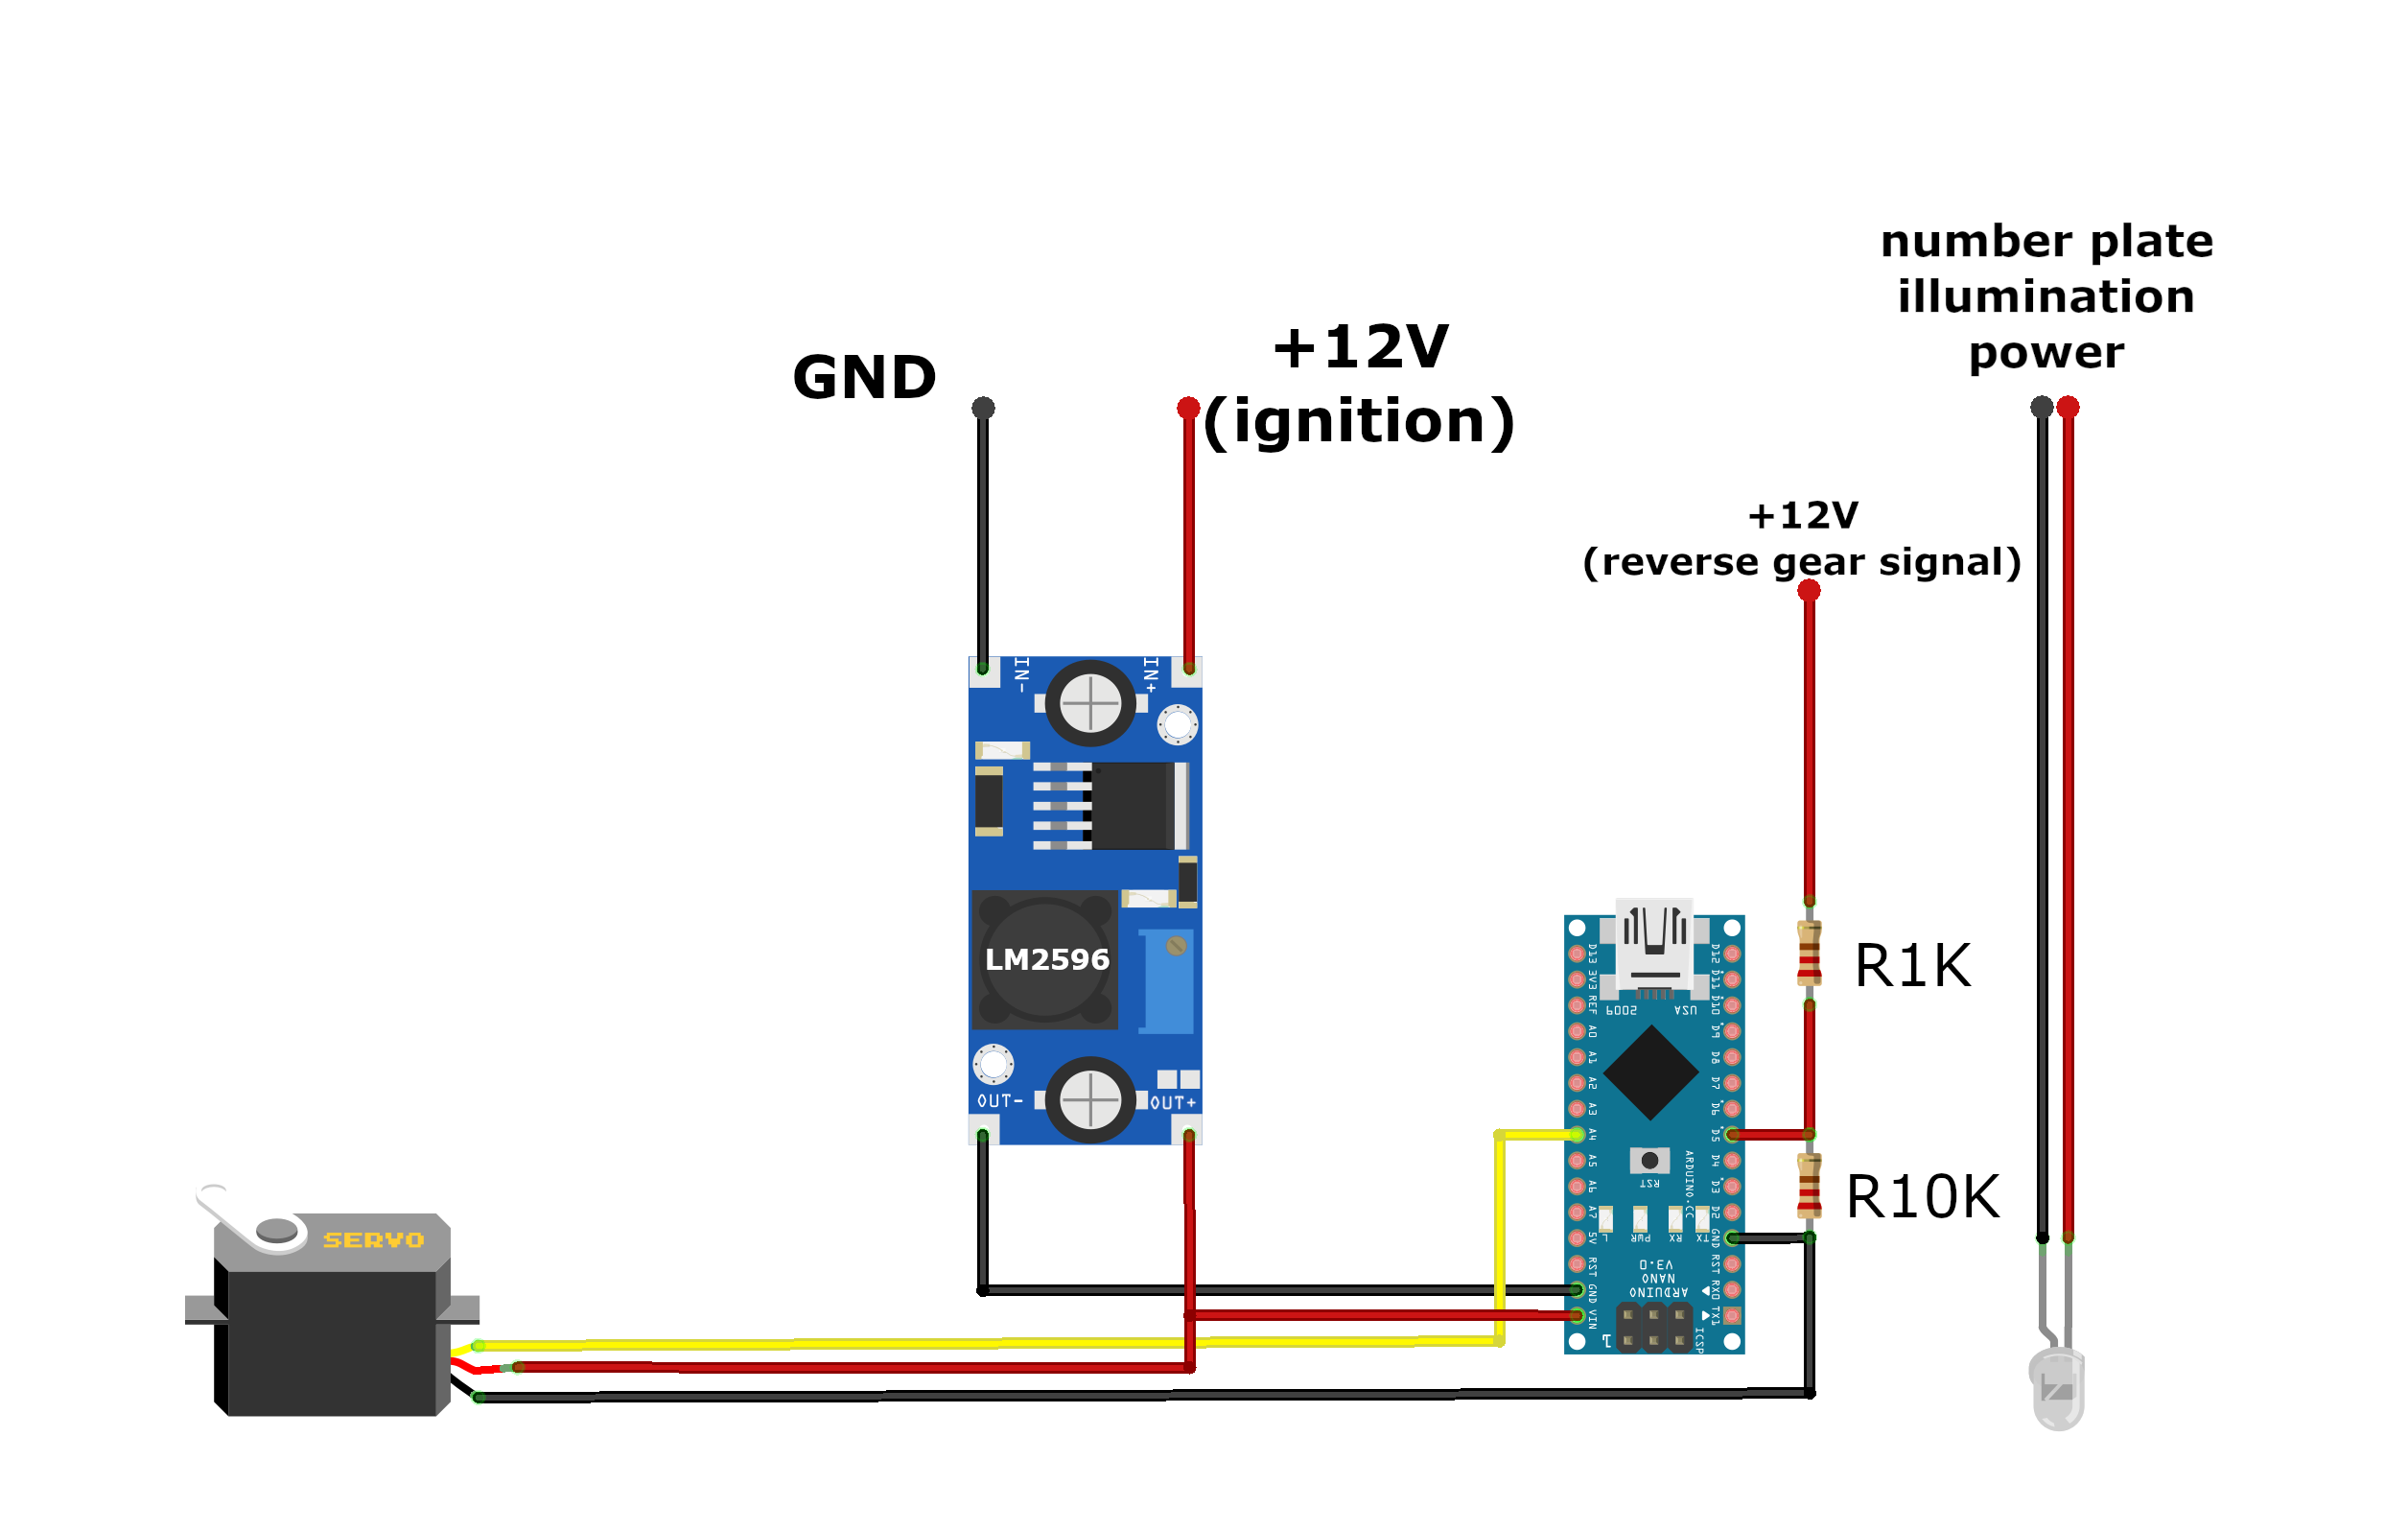 number plate
illumination
power
GND
+12V
(ignition)
+12V
(reverse gear signal)
IN-
IN+
LM2596
OUT-
OUT+
R1K
R10K
SERVO
D13
3V3
REF
A0
A1
A2
A3
A4
A5
A6
A7
5V
RST
GND
VIN
D12
D11
D10
D9
D8
D7
D6
D5
D4
D3
D2
GND
RST
RX0
TX1
USA
2009
RST
ARDUINO.CC
TX
RX
PWR
L
ARDUINO
NANO
V3.0
ICSP
1